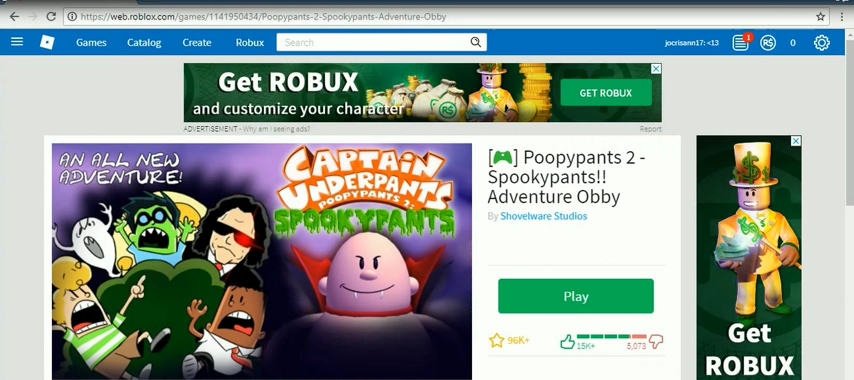 https://web.roblox.com/games/1141950434/Poopypants-2-Spookypants-Adventure-Obby
Games Catalog Create Robux Search jocrisann17: <13 1 R$ 0
Get ROBUX
and customize your character
GET ROBUX
ADVERTISEMENT - Why am I seeing ads? Report
AN ALL NEW
ADVENTURE!
CAPTAIN
UNDERPANTS
POOPYPANTS 2:
SPOOKYPANTS
[🎮] Poopypants 2 -
Spookypants!!
Adventure Obby
By Shovelware Studios
Play
96K+ 15K+ 5,073
Get
ROBUX